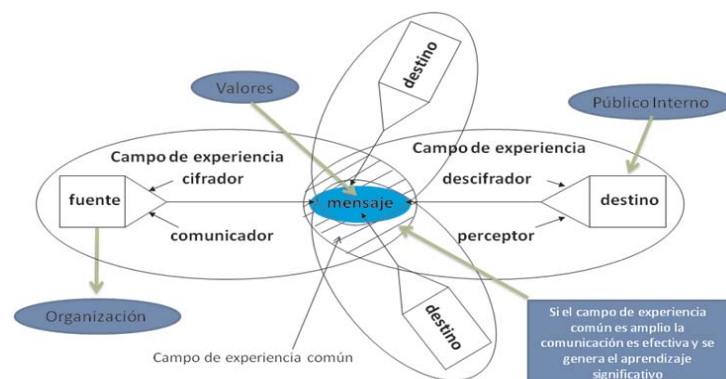 destino
Valores
Público Interno
Campo de experiencia
cifrador
Campo de experiencia
descifrador
fuente
mensaje
destino
comunicador
perceptor
Organización
destino
Campo de experiencia común
Si el campo de experiencia
común es amplio la
comunicación es efectiva y se
genera el aprendizaje
significativo